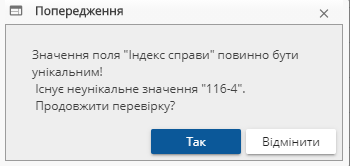 Попередження
Значення поля "Індекс справи" повинно бути
унікальним!
Існує неунікальне значення "116-4".
Продовжити перевірку?
Так
Відмінити